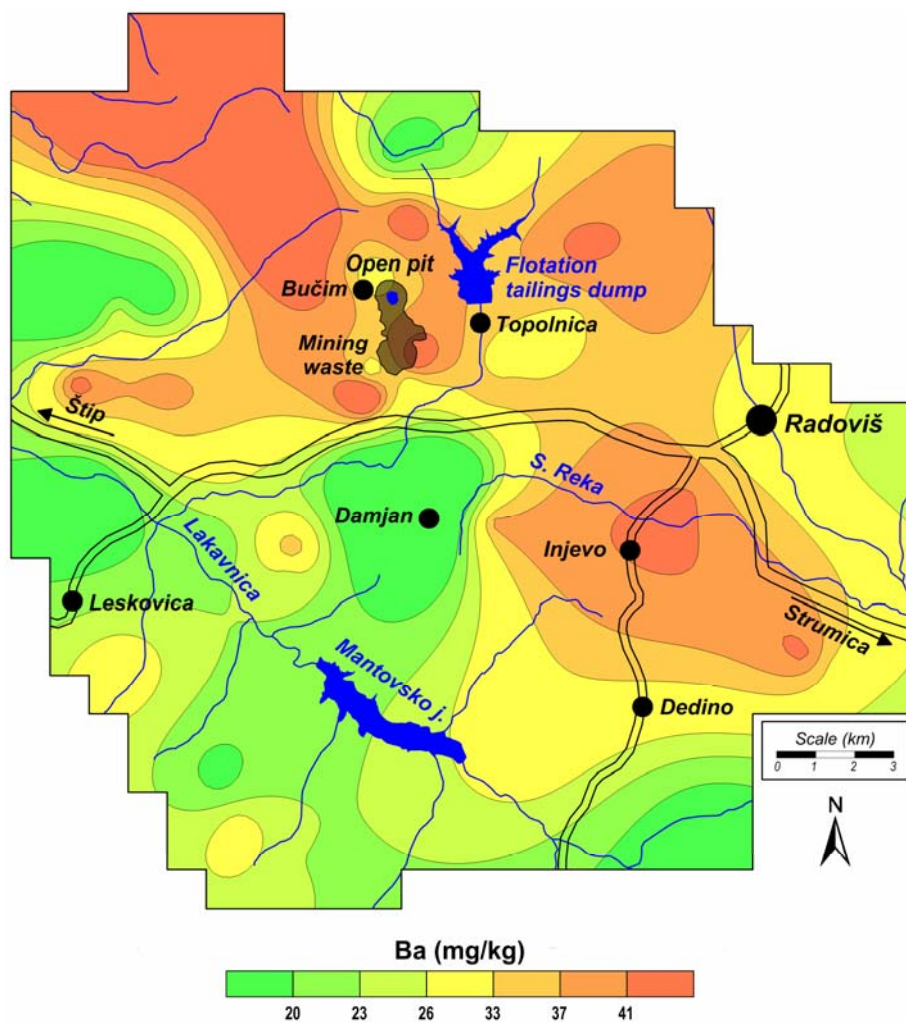 Open pit
Bučim
Flotation
tailings dump
Topolnica
Mining
waste
Štip
Radoviš
S. Reka
Damjan
Injevo
Lakavnica
Leskovica
Strumica
Mantovsko j.
Dedino
Scale (km)
0 1 2 3
N
Ba (mg/kg)
20 23 26 33 37 41